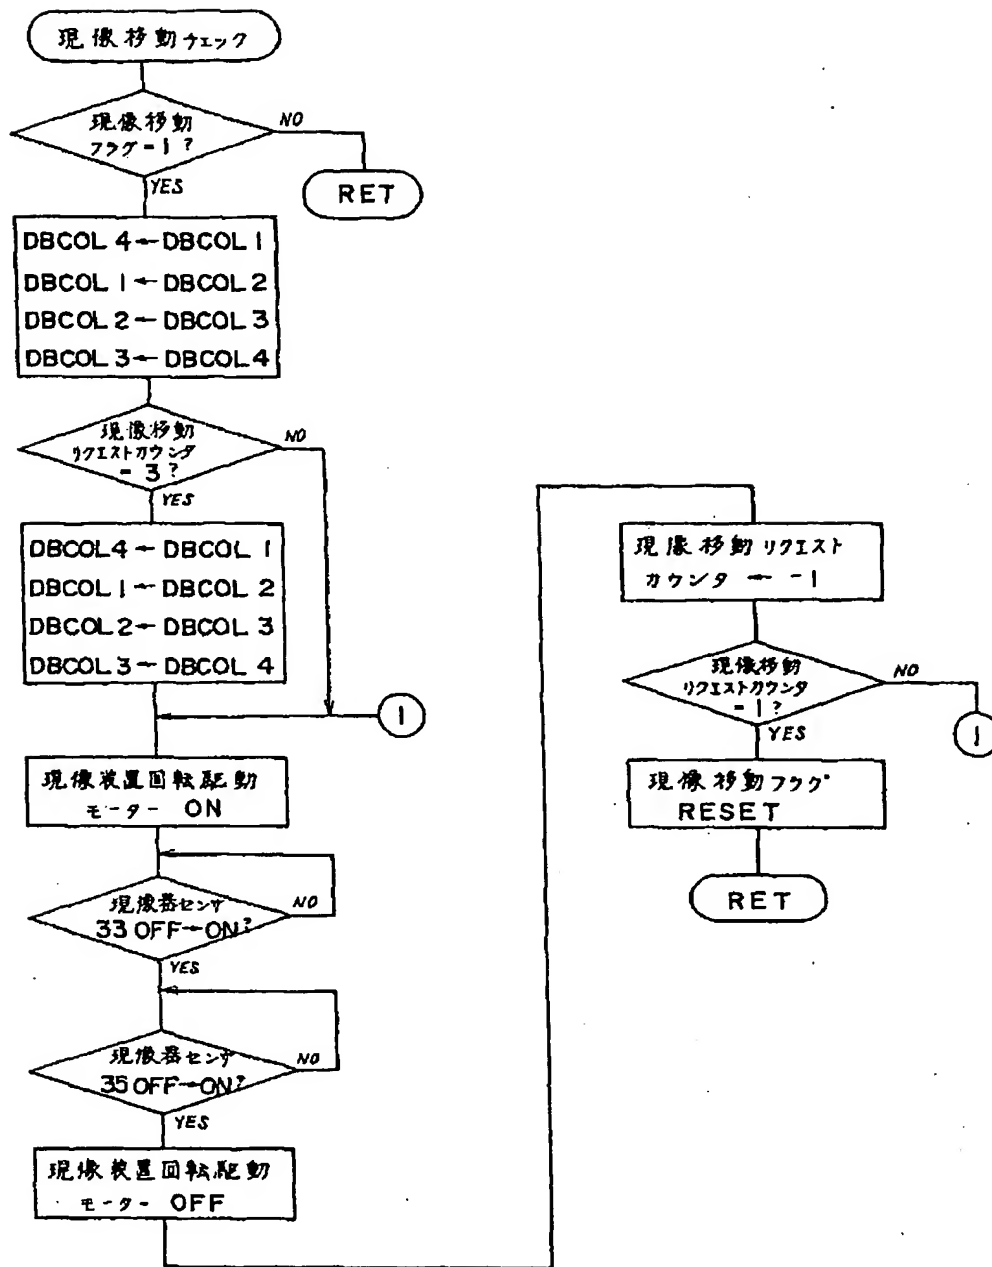 現像移動チェック
現像移動
フラグ=1?
NO
YES
RET
DBCOL 4←DBCOL 1
DBCOL 1←DBCOL 2
DBCOL 2←DBCOL 3
DBCOL 3←DBCOL 4
現像移動
リクエストカウンタ
= 3?
NO
YES
DBCOL4←DBCOL 1
DBCOL1←DBCOL 2
DBCOL2←DBCOL 3
DBCOL3←DBCOL 4
1
現像装置回転駆動
モーター ON
現像器センサ
33 OFF→ON?
NO
YES
現像器センサ
35 OFF→ON?
NO
YES
現像装置回転駆動
モーター OFF
現像移動リクエスト
カウンタ ← -1
現像移動
リクエストカウンタ
= 1?
NO
YES
1
現像移動フラグ
RESET
RET